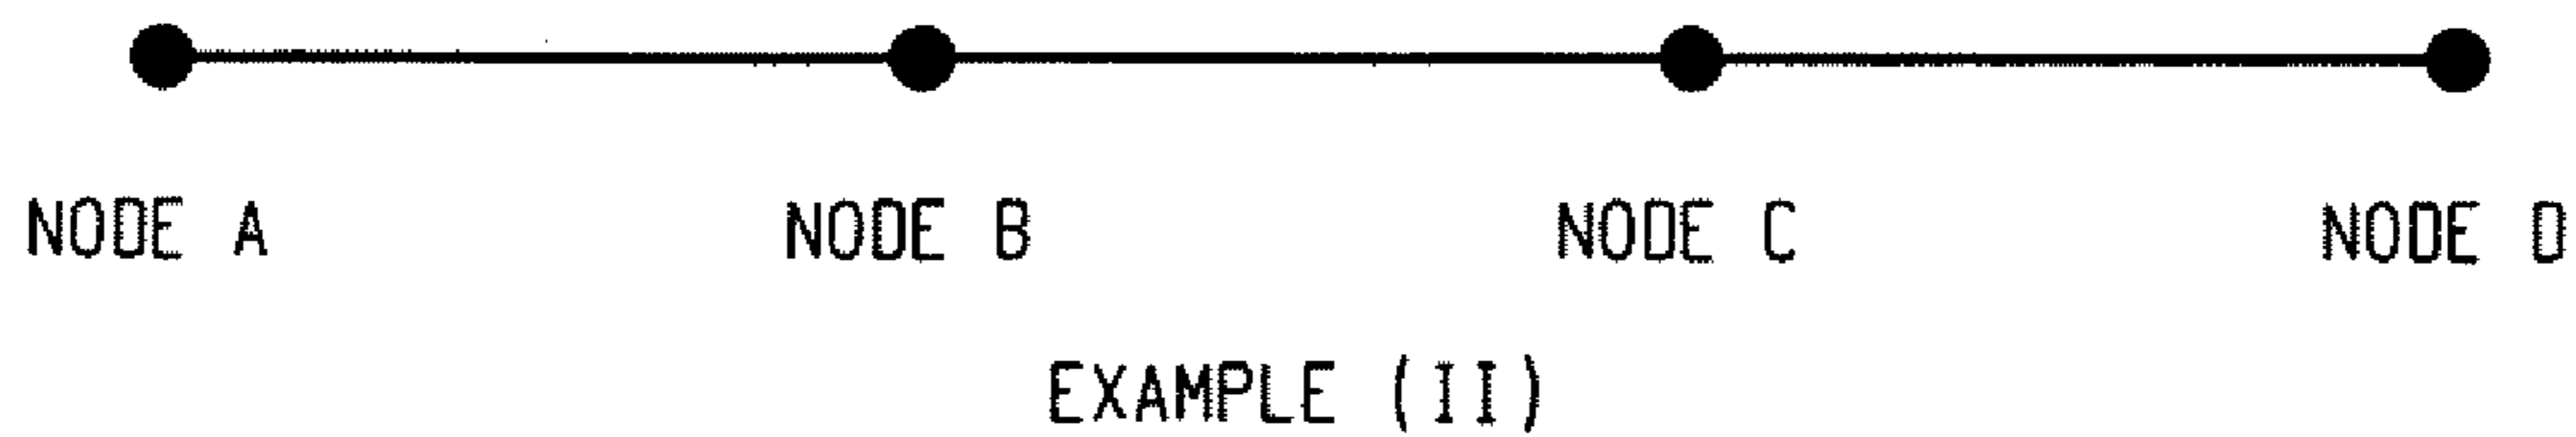 NODE A NODE B NODE C NODE D
EXAMPLE (II)